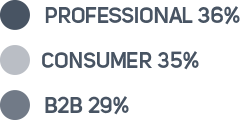 PROFESSIONAL 36%
CONSUMER 35%
B2B 29%